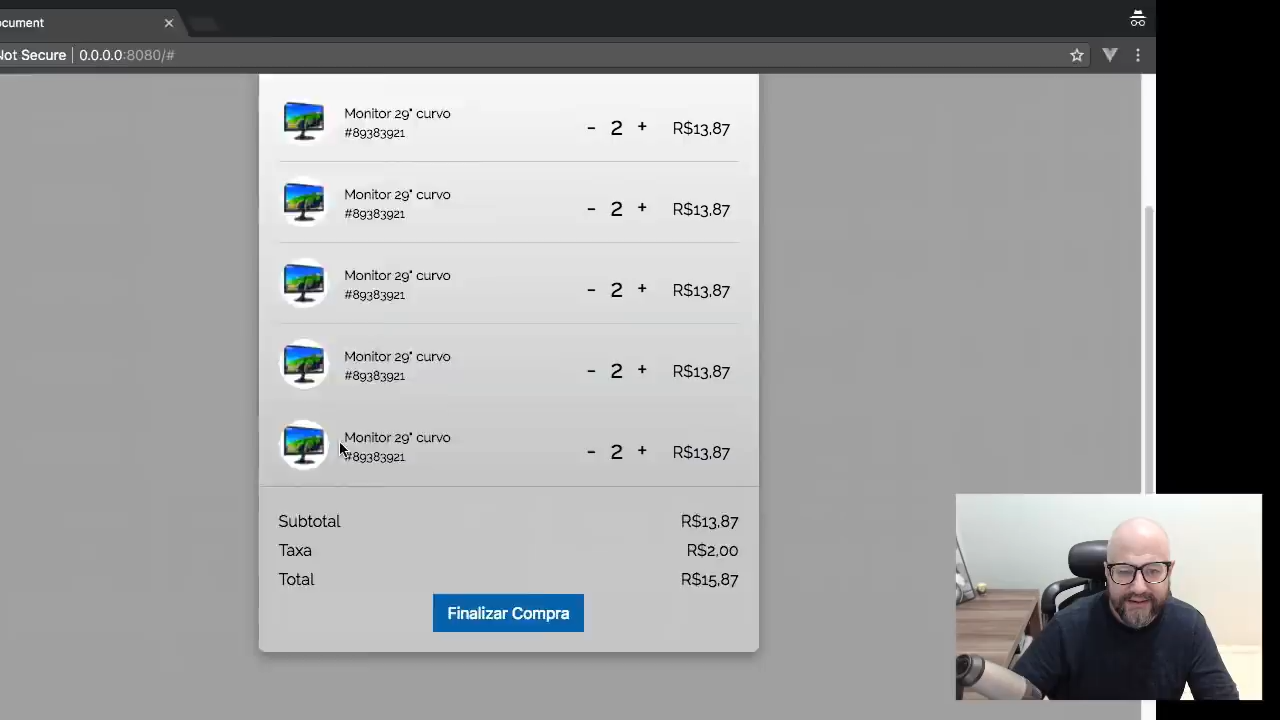 ocument
Not Secure 0.0.0.0:8080/#
Monitor 29" curvo
#89383921
- 2 + R$13,87
Monitor 29" curvo
#89383921
- 2 + R$13,87
Monitor 29" curvo
#89383921
- 2 + R$13,87
Monitor 29" curvo
#89383921
- 2 + R$13,87
Monitor 29" curvo
#89383921
- 2 + R$13,87
Subtotal R$13,87
Taxa R$2,00
Total R$15,87
Finalizar Compra